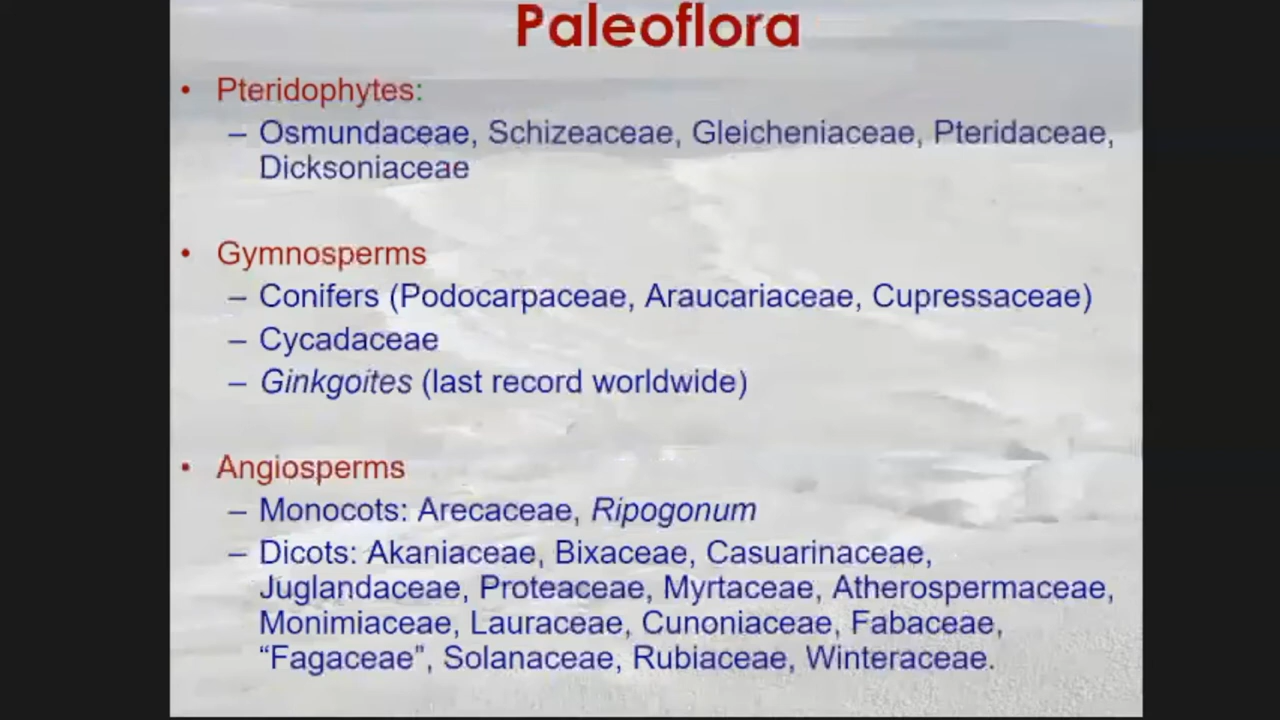 Paleoflora
• Pteridophytes:
– Osmundaceae, Schizeaceae, Gleicheniaceae, Pteridaceae,
Dicksoniaceae
• Gymnosperms
– Conifers (Podocarpaceae, Araucariaceae, Cupressaceae)
– Cycadaceae
– Ginkgoites (last record worldwide)
• Angiosperms
– Monocots: Arecaceae, Ripogonum
– Dicots: Akaniaceae, Bixaceae, Casuarinaceae,
Juglandaceae, Proteaceae, Myrtaceae, Atherospermaceae,
Monimiaceae, Lauraceae, Cunoniaceae, Fabaceae,
“Fagaceae”, Solanaceae, Rubiaceae, Winteraceae.